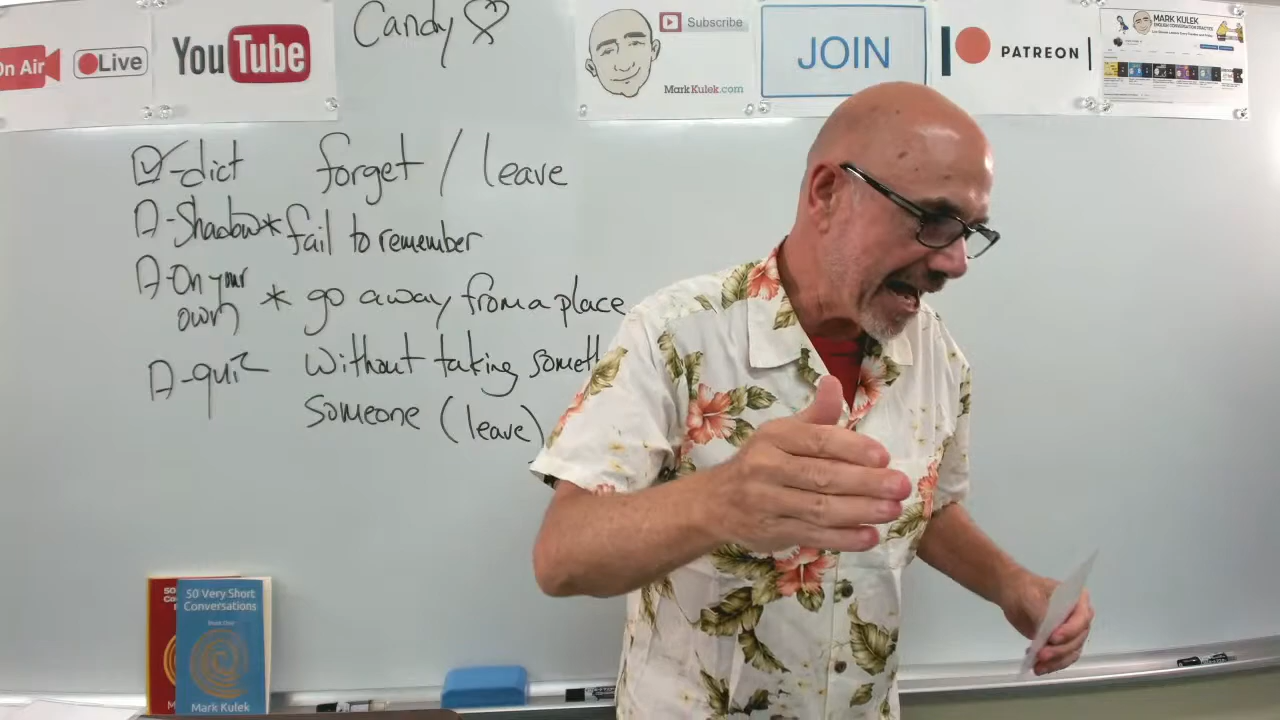 On Air
Live
YouTube
Candy
Subscribe
MarkKulek.com
JOIN
PATREON
MARK KULEK
-dict forget / leave
-Shadow * fail to remember
-On your
own * go away from a place
-quiz without taking someth
someone (leave)
50 Very Short
Conversations
Mark Kulek